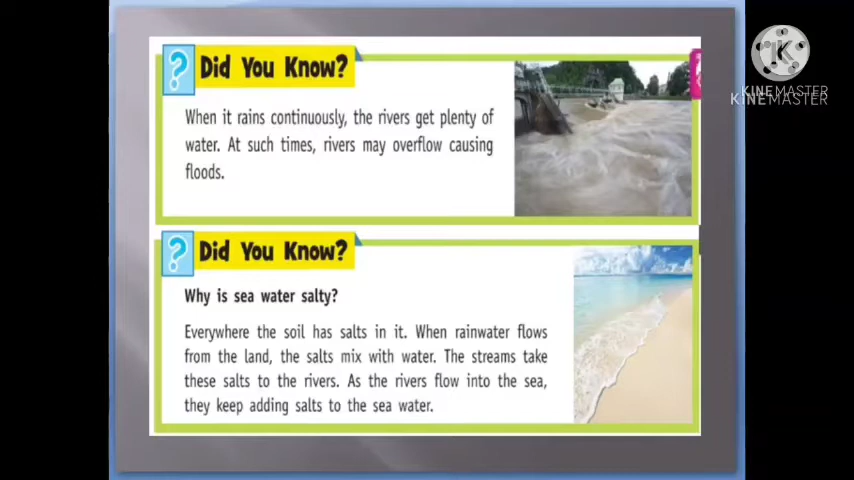 Did You Know?
When it rains continuously, the rivers get plenty of
water. At such times, rivers may overflow causing
floods.
KINEMASTER
KINEMASTER
Did You Know?
Why is sea water salty?
Everywhere the soil has salts in it. When rainwater flows
from the land, the salts mix with water. The streams take
these salts to the rivers. As the rivers flow into the sea,
they keep adding salts to the sea water.